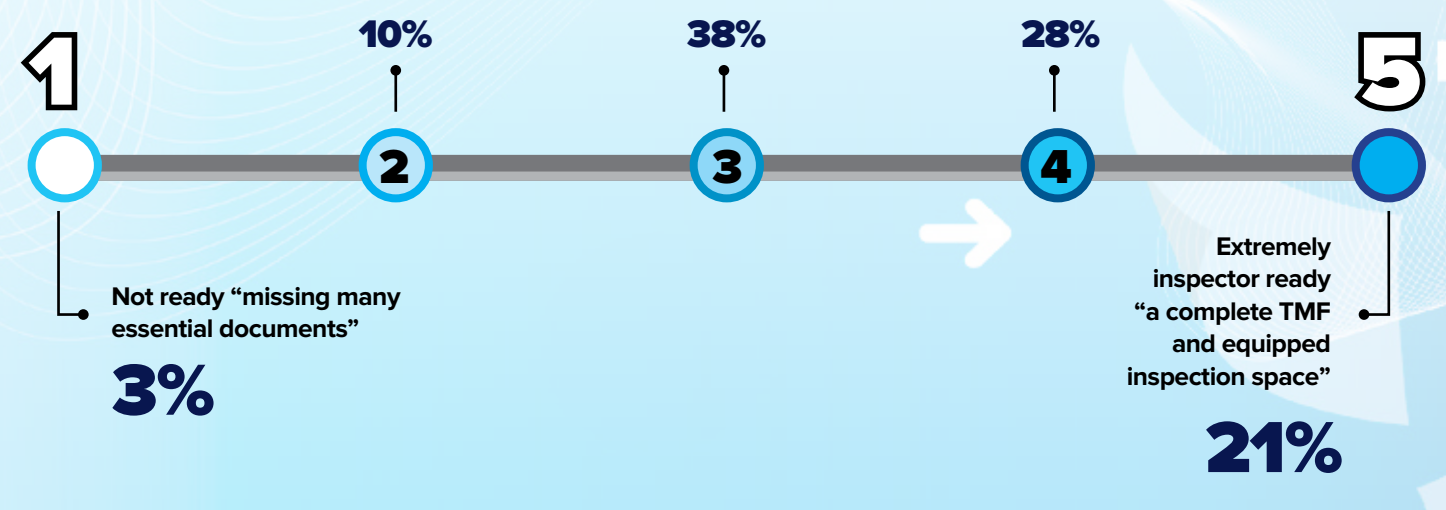 1
10%
38%
28%
5
2
3
4
Not ready “missing many
essential documents”
3%
Extremely
inspector ready
“a complete TMF
and equipped
inspection space”
21%